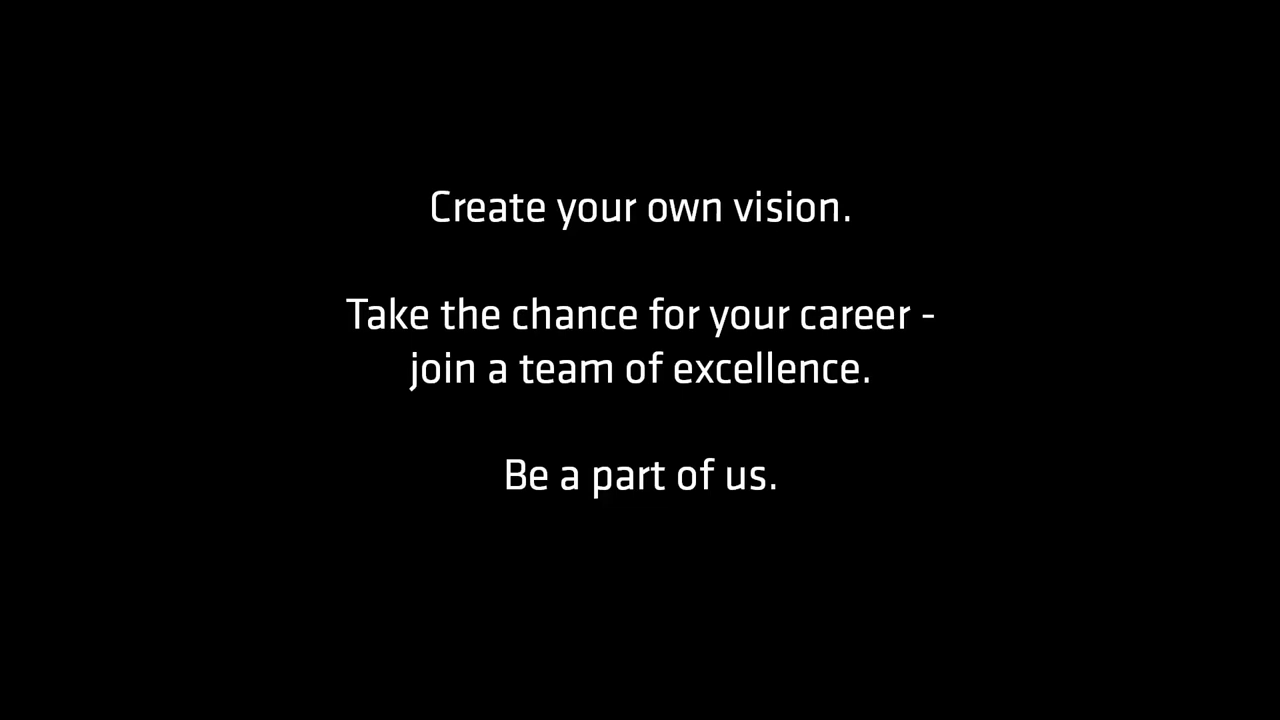 Create your own vision.
Take the chance for your career -
join a team of excellence.
Be a part of us.